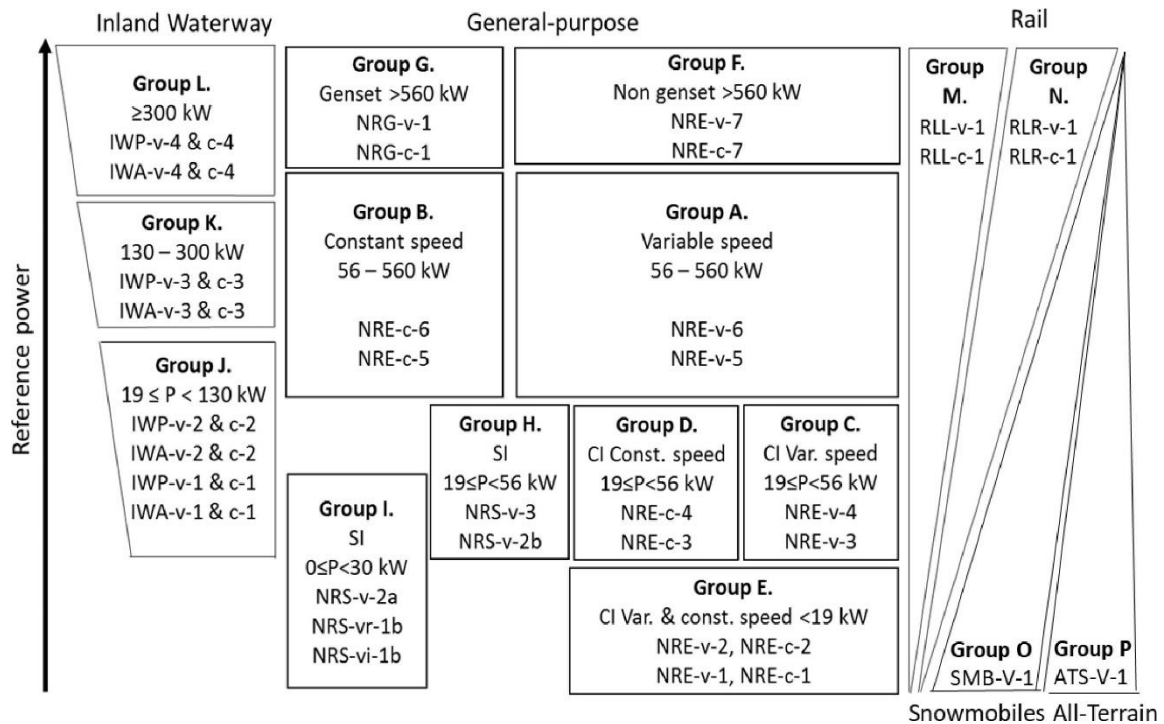 Inland Waterway
General-purpose
Rail
Reference power
Group L.
≥300 kW
IWP-v-4 & c-4
IWA-v-4 & c-4
Group K.
130 – 300 kW
IWP-v-3 & c-3
IWA-v-3 & c-3
Group J.
19 ≤ P < 130 kW
IWP-v-2 & c-2
IWA-v-2 & c-2
IWP-v-1 & c-1
IWA-v-1 & c-1
Group G.
Genset >560 kW
NRG-v-1
NRG-c-1
Group F.
Non genset >560 kW
NRE-v-7
NRE-c-7
Group B.
Constant speed
56 – 560 kW
NRE-c-6
NRE-c-5
Group A.
Variable speed
56 – 560 kW
NRE-v-6
NRE-v-5
Group I.
SI
0≤P<30 kW
NRS-v-2a
NRS-vr-1b
NRS-vi-1b
Group H.
SI
19≤P<56 kW
NRS-v-3
NRS-v-2b
Group D.
CI Const. speed
19≤P<56 kW
NRE-c-4
NRE-c-3
Group C.
CI Var. speed
19≤P<56 kW
NRE-v-4
NRE-v-3
Group E.
CI Var. & const. speed <19 kW
NRE-v-2, NRE-c-2
NRE-v-1, NRE-c-1
Group
M.
RLL-v-1
RLL-c-1
Group
N.
RLR-v-1
RLR-c-1
Group O
SMB-V-1
Group P
ATS-V-1
Snowmobiles All-Terrain